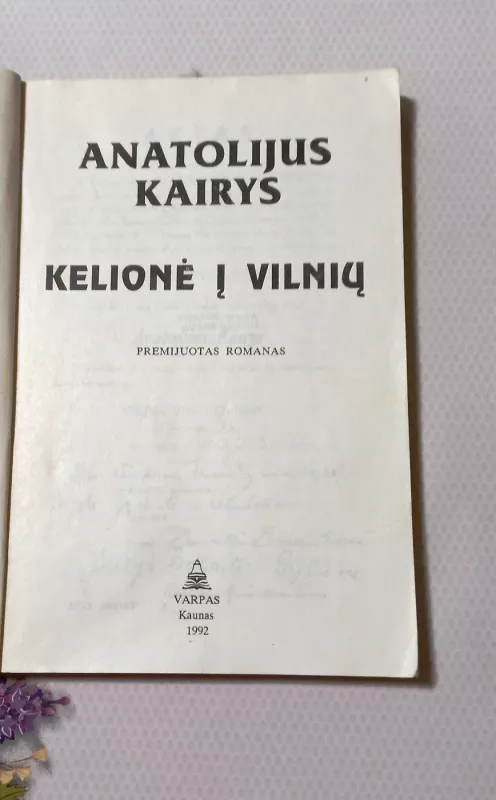 ANATOLIJUS
KAIRYS
KELIONĖ Į VILNIŲ
PREMIJUOTAS ROMANAS
VARPAS
Kaunas
1992